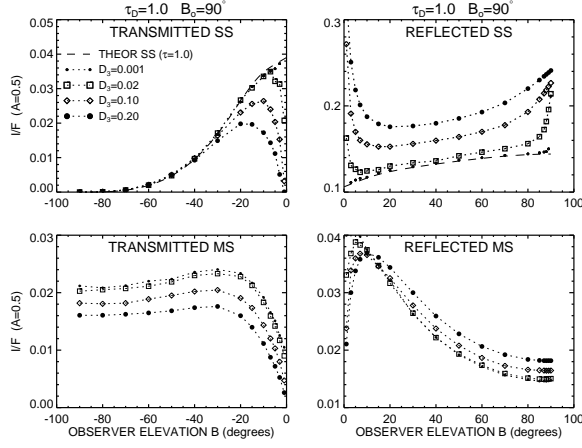 τD=1.0 Bo=90°
τD=1.0 Bo=90°
TRANSMITTED SS
REFLECTED SS
THEOR SS (τ=1.0)
D3=0.001
D3=0.02
D3=0.10
D3=0.20
I/F (A=0.5)
0.05
0.04
0.03
0.02
0.01
0.00
-100 -80 -60 -40 -20 0
0.3
0.2
0.1
0 20 40 60 80 100
TRANSMITTED MS
REFLECTED MS
I/F (A=0.5)
0.03
0.02
0.01
0.00
-100 -80 -60 -40 -20 0
OBSERVER ELEVATION B (degrees)
0.04
0.03
0.02
0.01
0 20 40 60 80 100
OBSERVER ELEVATION B (degrees)